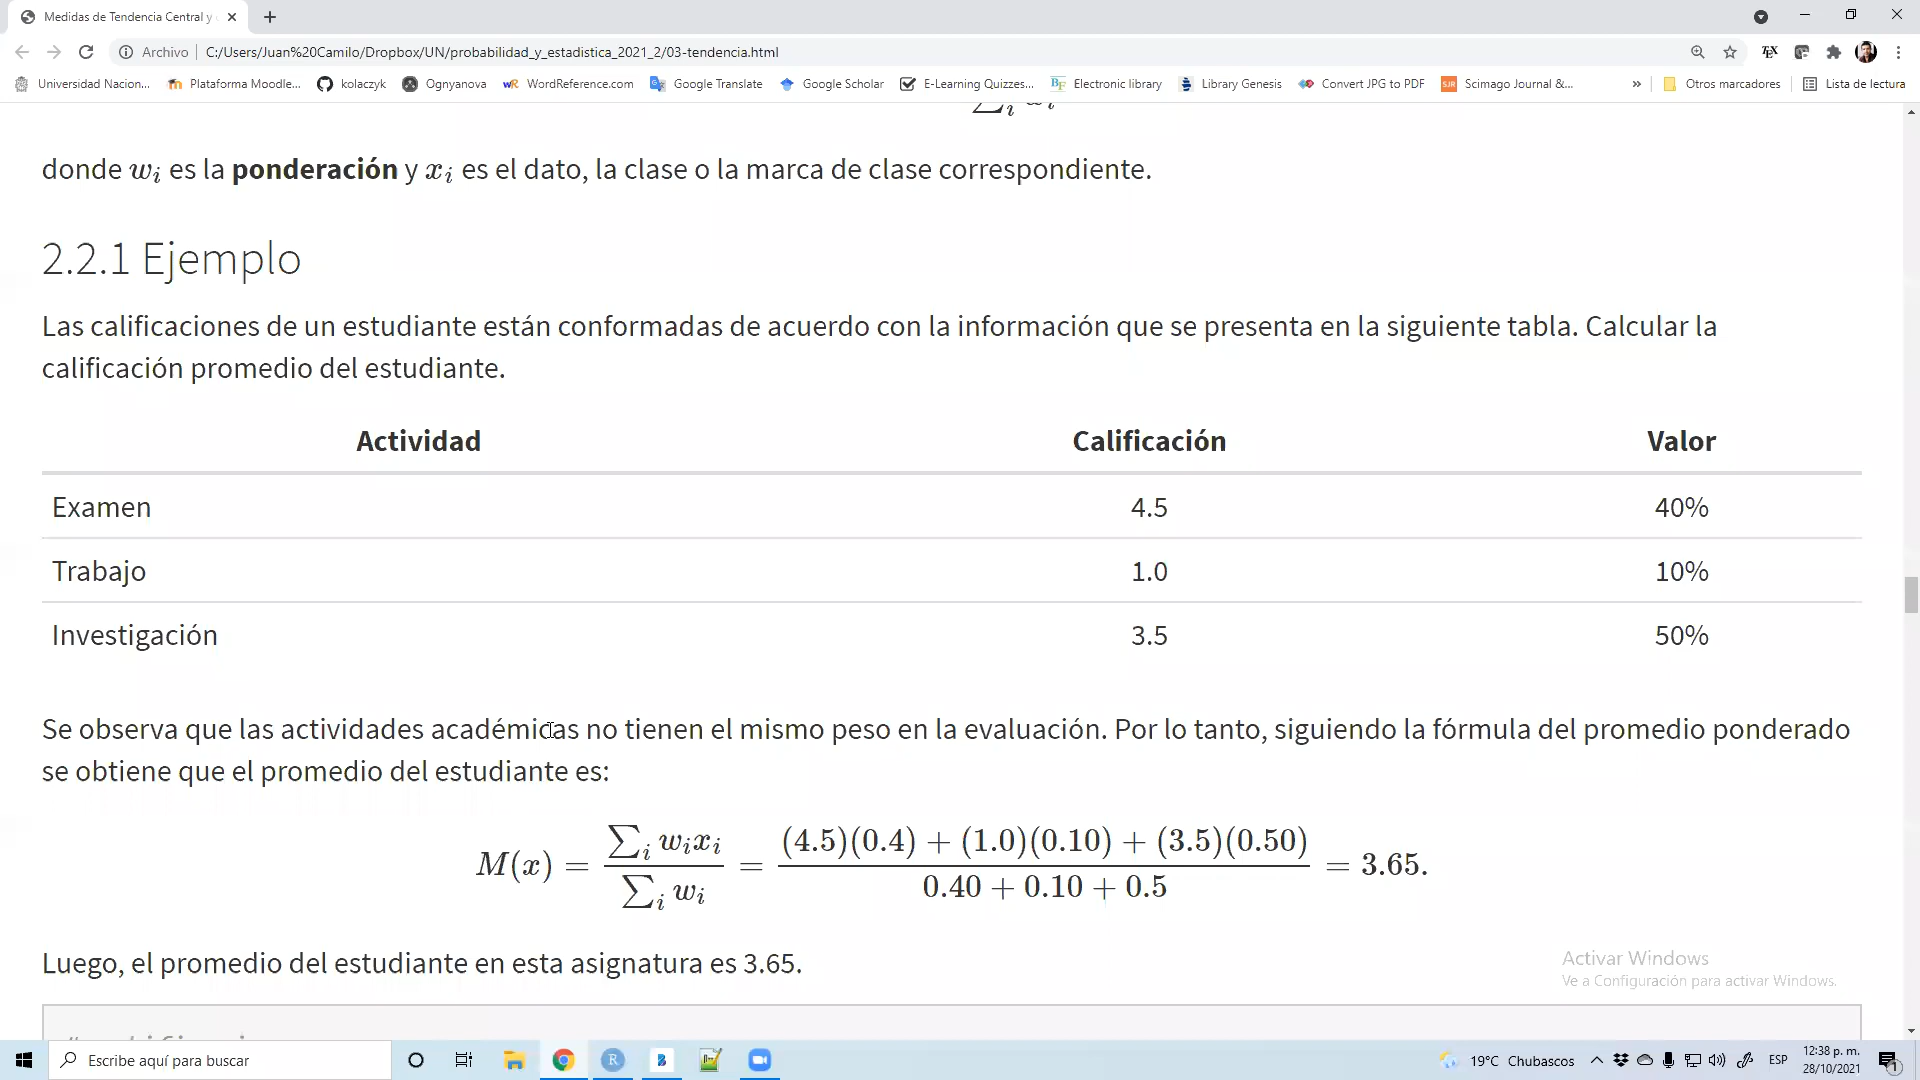 Medidas de Tendencia Central y
Archivo C:/Users/Juan%20Camilo/Dropbox/UN/probabilidad_y_estadistica_2021_2/03-tendencia.html
Universidad Nacion... Plataforma Moodle... kolaczyk Ognyanova WordReference.com Google Translate Google Scholar E-Learning Quizzes... Electronic library Library Genesis Convert JPG to PDF Scimago Journal &... » Otros marcadores Lista de lectura
donde wᵢ es la ponderación y xᵢ es el dato, la clase o la marca de clase correspondiente.
2.2.1 Ejemplo
Las calificaciones de un estudiante están conformadas de acuerdo con la información que se presenta en la siguiente tabla. Calcular la
calificación promedio del estudiante.
Actividad Calificación Valor
Examen 4.5 40%
Trabajo 1.0 10%
Investigación 3.5 50%
Se observa que las actividades académicas no tienen el mismo peso en la evaluación. Por lo tanto, siguiendo la fórmula del promedio ponderado
se obtiene que el promedio del estudiante es:
M(x) = ∑ᵢ wᵢxᵢ / ∑ᵢ wᵢ = (4.5)(0.4) + (1.0)(0.10) + (3.5)(0.50) / 0.40 + 0.10 + 0.5 = 3.65.
Luego, el promedio del estudiante en esta asignatura es 3.65.
Activar Windows
Ve a Configuración para activar Windows.
Escribe aquí para buscar
19°C Chubascos ESP 12:38 p. m.
28/10/2021